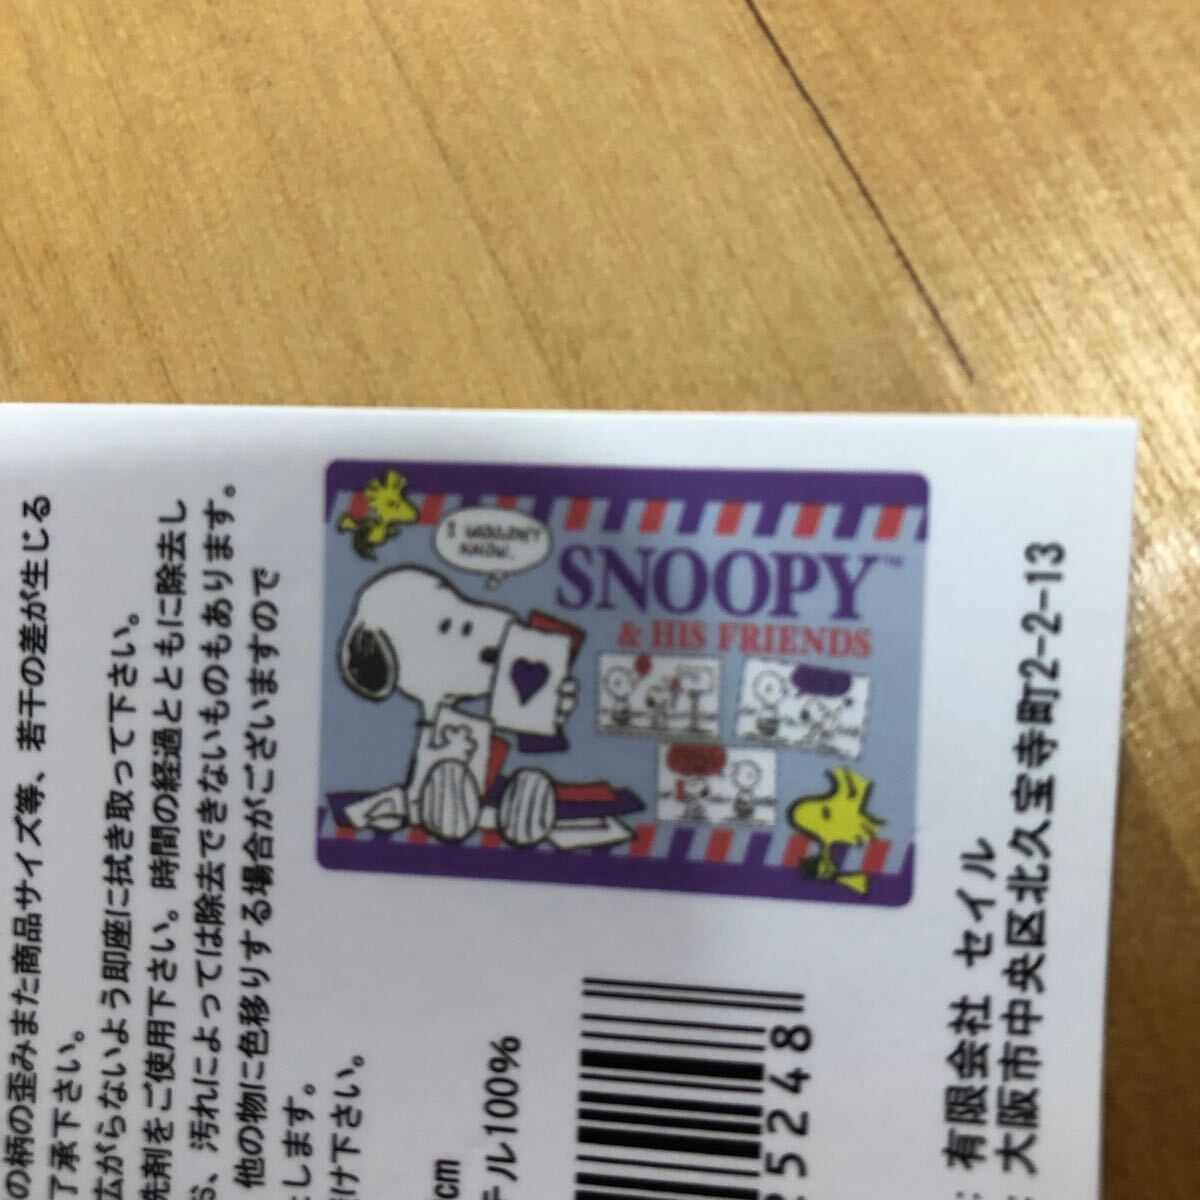 の柄の歪みまた商品サイズ等、若干の差が生じる
了承下さい。
広がらないよう即座に拭き取って下さい。
洗剤をご使用下さい。時間の経過とともに除去し
お、汚れによっては除去できないものもあります。
他の物に色移りする場合がございますので
します。
け下さい。
cm
テル100%
I WOULDN'T
KNOW.
SNOOPY™
& HIS FRIENDS
25248
: 有限会社 セイル
大阪市中央区北久宝寺町2-2-13